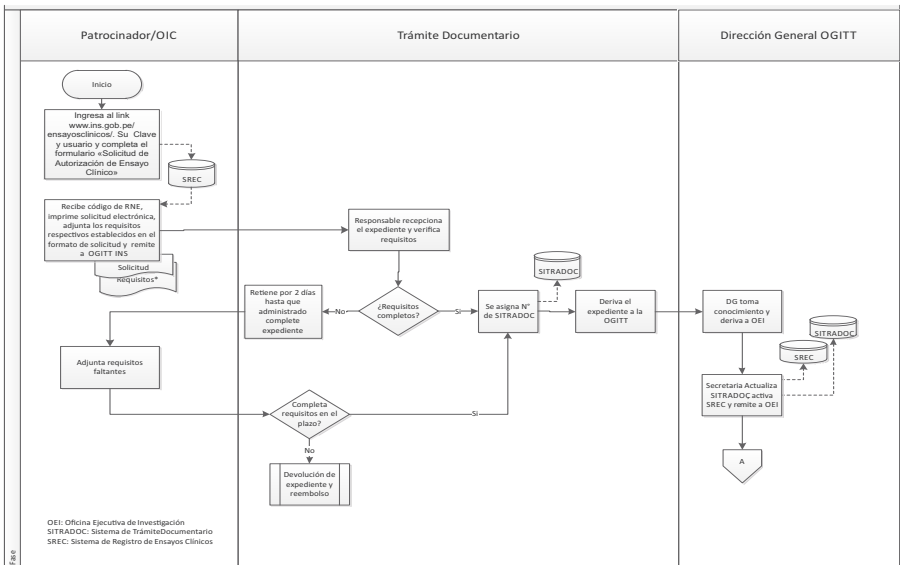 Patrocinador/OIC
Trámite Documentario
Dirección General OGITT
Inicio
Ingresa al link
www.ins.gob.pe/
ensayosclinicos/. Su Clave
y usuario y completa el
formulario «Solicitud de
Autorización de Ensayo
Clínico»
SREC
Recibe código de RNE,
imprime solicitud electrónica,
adjunta los requisitos
respectivos establecidos en el
formato de solicitud y remite
a OGITT INS
Solicitud
Requisitos*
Responsable recepciona
el expediente y verifica
requisitos
¿Requisitos
completos?
No
Retiene por 2 días
hasta que
administrado
complete
expediente
Si
Se asigna N°
de SITRADOC
SITRADOC
Deriva el
expediente a la
OGITT
DG toma
conocimiento y
deriva a OEI
SITRADOC
SREC
Secretaria Actualiza
SITRADOC, activa
SREC y remite a OEI
A
Adjunta requisitos
faltantes
Completa
requisitos en el
plazo?
Si
No
Devolución de
expediente y
reembolso
OEI: Oficina Ejecutiva de Investigación
SITRADOC: Sistema de TrámiteDocumentario
SREC: Sistema de Registro de Ensayos Clínicos
Fase